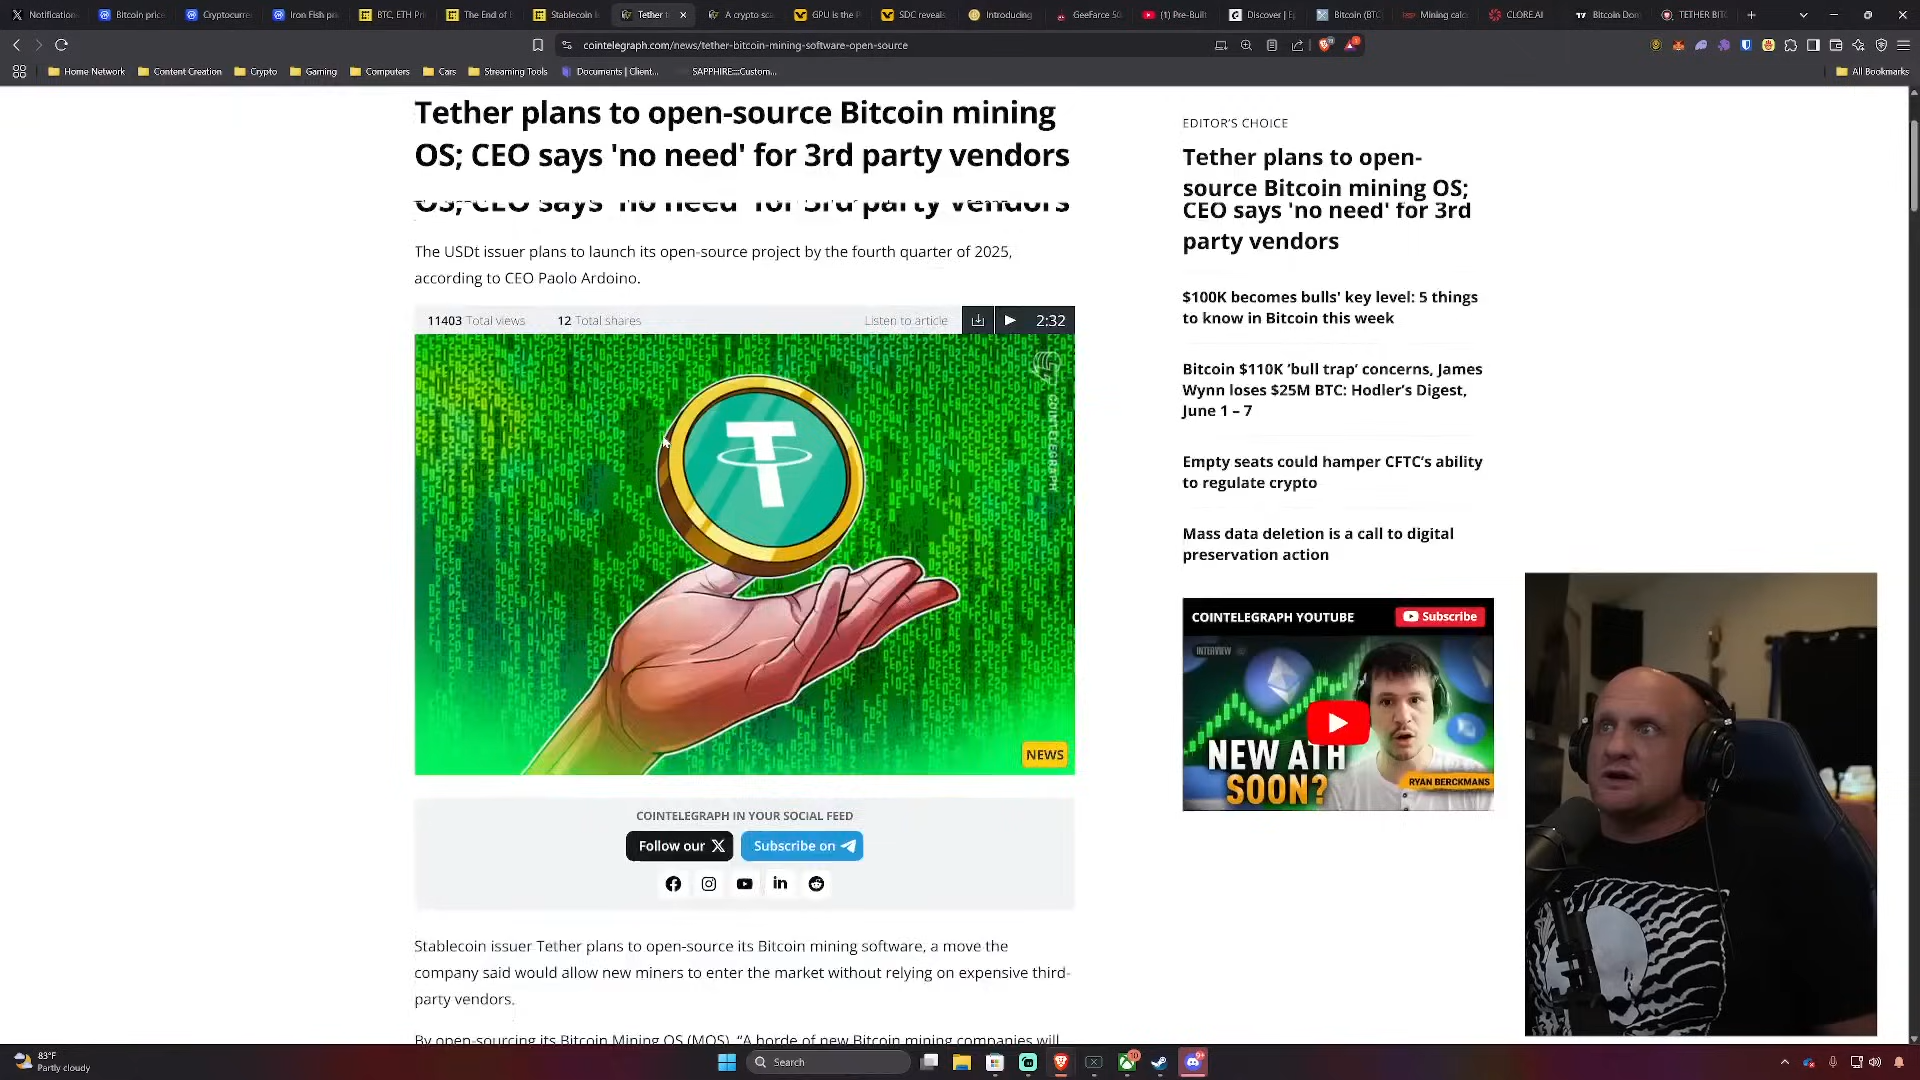 Notification
Bitcoin price
Cryptocurre
Iron Fish pr
BTC, ETH Pr
The End of
Stablecoin i
Tether
A crypto sca
GPU is the P
SDC reveals
Introducing
GeeForce 50
(1) Pre-Built
Discover | E
Bitcoin (BTC
Mining calc
CLORE.AI
Bitcoin Dom
TETHER BIT
cointelegraph.com/news/tether-bitcoin-mining-software-open-source
Home Network
Content Creation
Crypto
Gaming
Computers
Cars
Streaming Tools
Documents | Client...
SAPPHIRE::::Custom...
All Bookmarks
Tether plans to open-source Bitcoin mining
OS; CEO says 'no need' for 3rd party vendors
OS; CEO says 'no need' for 3rd party vendors
The USDt issuer plans to launch its open-source project by the fourth quarter of 2025,
according to CEO Paolo Ardoino.
11403 Total views
12 Total shares
Listen to article
2:32
COINTELEGRAPH
NEWS
COINTELEGRAPH IN YOUR SOCIAL FEED
Follow our
Subscribe on
Stablecoin issuer Tether plans to open-source its Bitcoin mining software, a move the
company said would allow new miners to enter the market without relying on expensive third-
party vendors.
By open-sourcing its Bitcoin Mining OS (MOS), “A horde of new Bitcoin mining companies will
EDITOR’S CHOICE
Tether plans to open-
source Bitcoin mining OS;
CEO says 'no need' for 3rd
party vendors
$100K becomes bulls' key level: 5 things
to know in Bitcoin this week
Bitcoin $110K ‘bull trap’ concerns, James
Wynn loses $25M BTC: Hodler’s Digest,
June 1 – 7
Empty seats could hamper CFTC’s ability
to regulate crypto
Mass data deletion is a call to digital
preservation action
COINTELEGRAPH YOUTUBE
Subscribe
INTERVIEW
NEW ATH
SOON?
RYAN BERCKMANS
83°F
Partly cloudy
Search